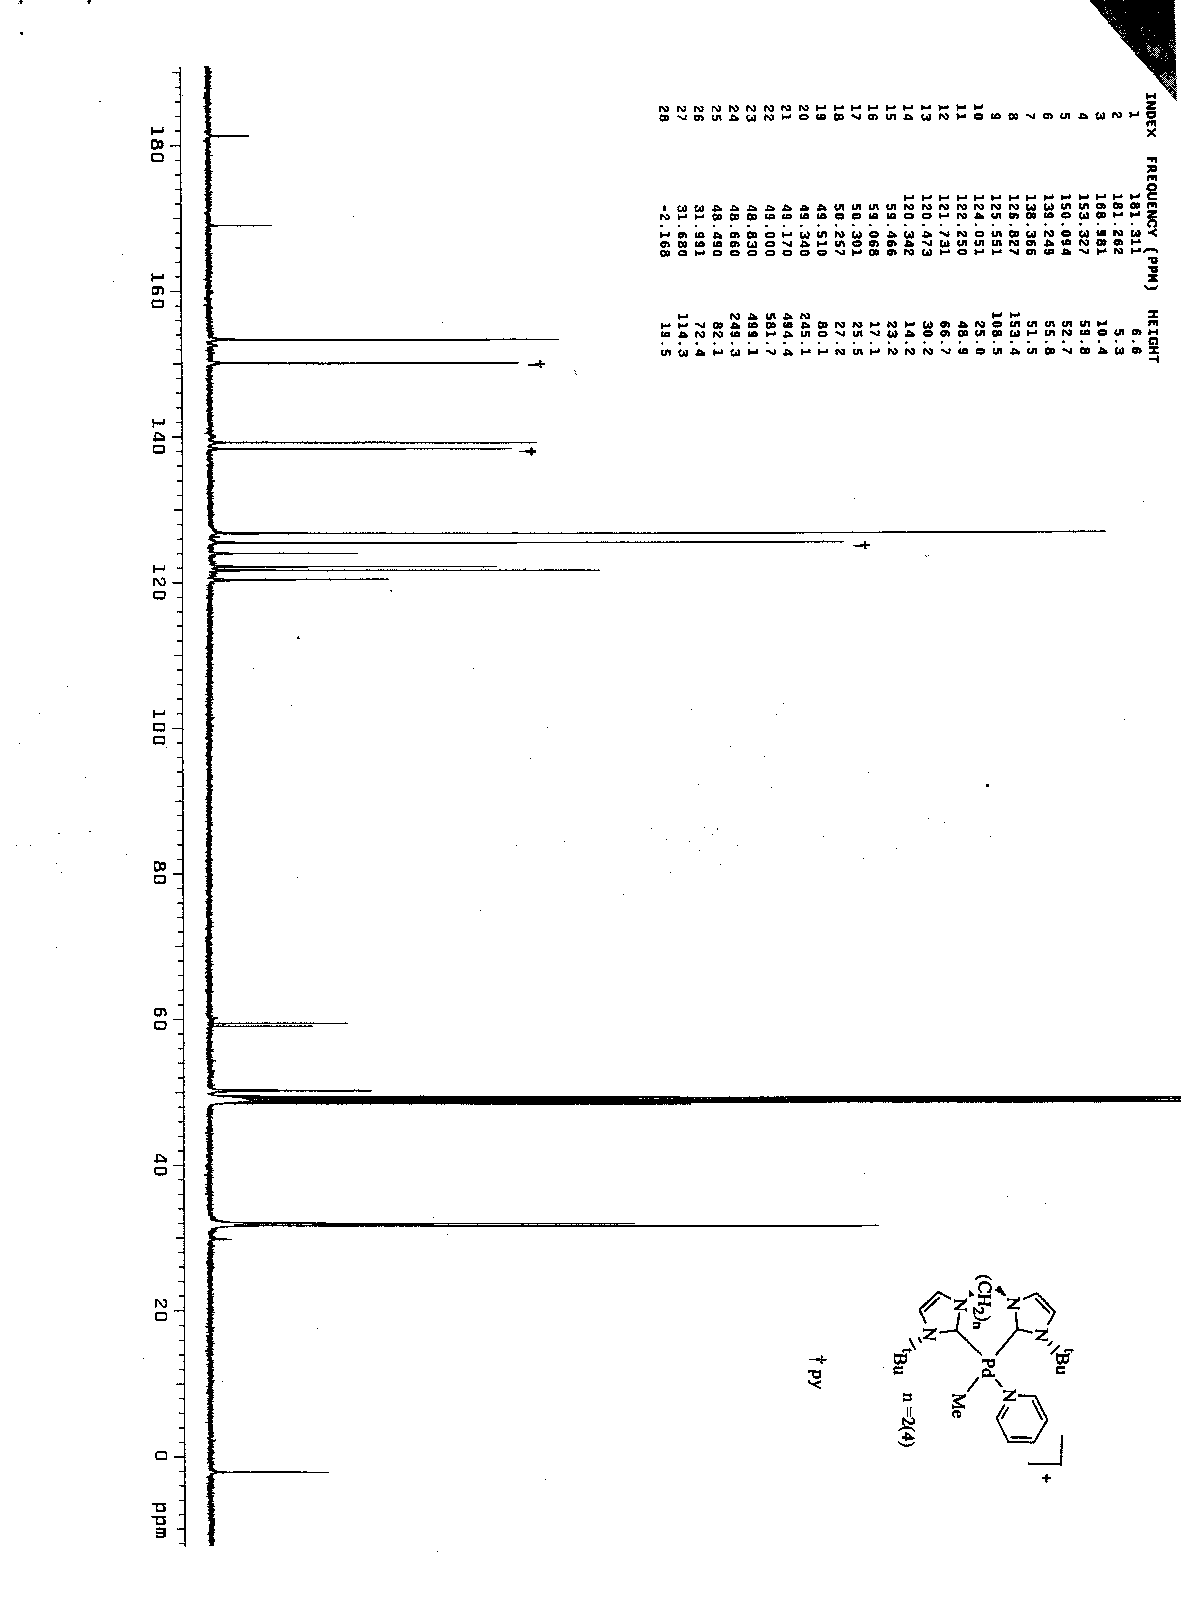 INDEX FREQUENCY (PPM) HEIGHT
1 181.311 6.6
2 181.262 5.3
3 168.981 10.4
4 153.327 59.8
5 150.094 52.7
6 139.249 55.8
7 138.366 51.5
8 126.827 153.4
9 125.551 108.5
10 124.051 25.0
11 122.250 48.9
12 121.731 66.7
13 120.473 30.2
14 120.342 14.2
15 59.466 23.2
16 59.068 17.1
17 50.301 25.5
18 50.257 27.2
19 49.510 80.1
20 49.340 245.1
21 49.170 494.4
22 49.000 581.7
23 48.830 499.1
24 48.660 249.3
25 48.490 82.1
26 31.991 72.4
27 31.680 114.3
28 -2.168 19.5
†
†
†
N
N
ᵗBu
(CH₂)ₙ
N
N
ᵗBu
Pd
N
Me
+
n =2(4)
† py
180 160 140 120 100 80 60 40 20 0 ppm